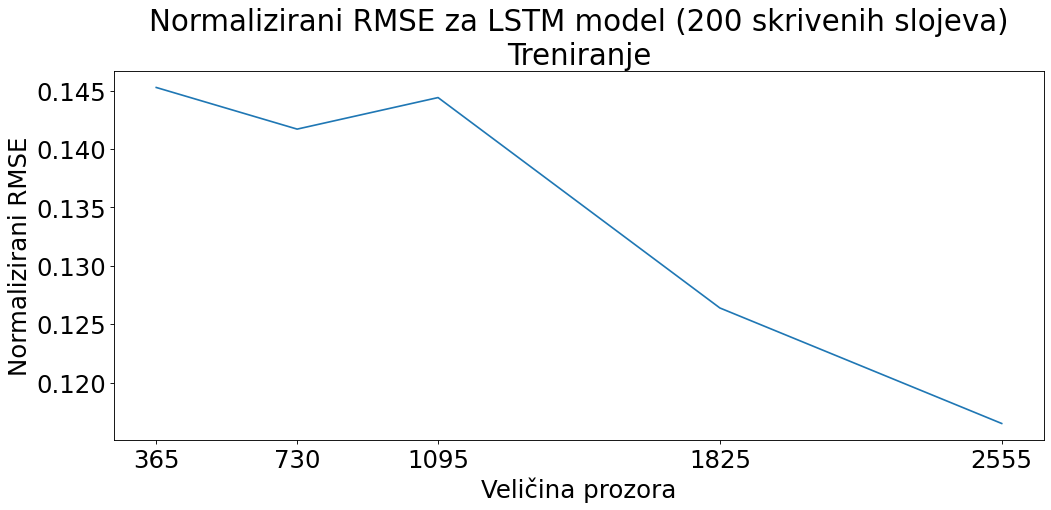 Normalizirani RMSE za LSTM model (200 skrivenih slojeva)
Treniranje
Normalizirani RMSE
0.145
0.140
0.135
0.130
0.125
0.120
365 730 1095 1825 2555
Veličina prozora